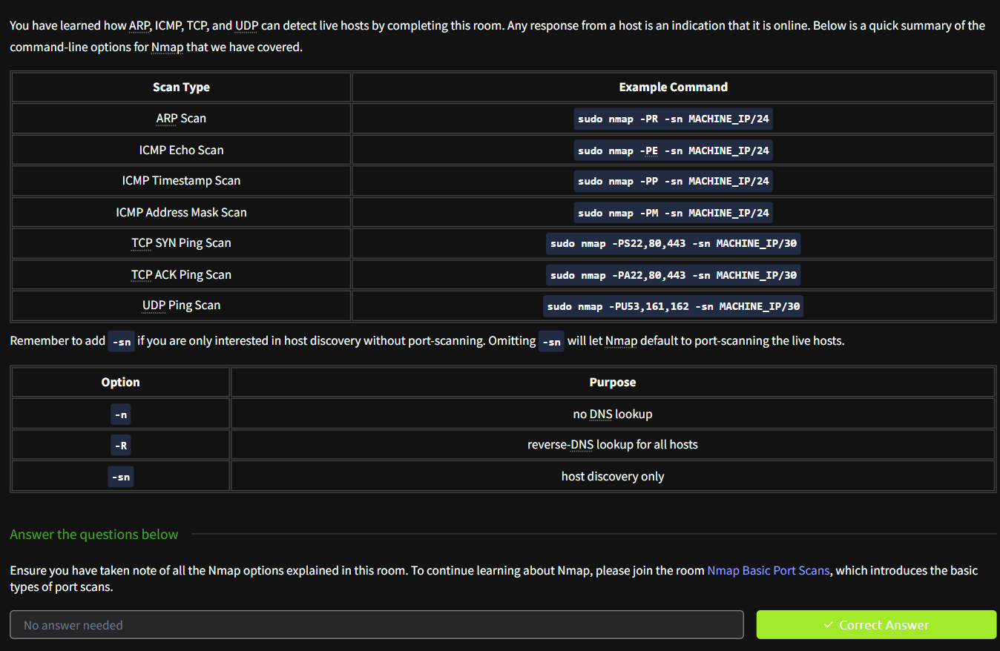 You have learned how ARP, ICMP, TCP, and UDP can detect live hosts by completing this room. Any response from a host is an indication that it is online. Below is a quick summary of the
command-line options for Nmap that we have covered.
Scan Type Example Command
ARP Scan sudo nmap -PR -sn MACHINE_IP/24
ICMP Echo Scan sudo nmap -PE -sn MACHINE_IP/24
ICMP Timestamp Scan sudo nmap -PP -sn MACHINE_IP/24
ICMP Address Mask Scan sudo nmap -PM -sn MACHINE_IP/24
TCP SYN Ping Scan sudo nmap -PS22,80,443 -sn MACHINE_IP/30
TCP ACK Ping Scan sudo nmap -PA22,80,443 -sn MACHINE_IP/30
UDP Ping Scan sudo nmap -PU53,161,162 -sn MACHINE_IP/30
Remember to add -sn if you are only interested in host discovery without port-scanning. Omitting -sn will let Nmap default to port-scanning the live hosts.
Option Purpose
-n no DNS lookup
-R reverse-DNS lookup for all hosts
-sn host discovery only
Answer the questions below
Ensure you have taken note of all the Nmap options explained in this room. To continue learning about Nmap, please join the room Nmap Basic Port Scans, which introduces the basic
types of port scans.
No answer needed ✓ Correct Answer